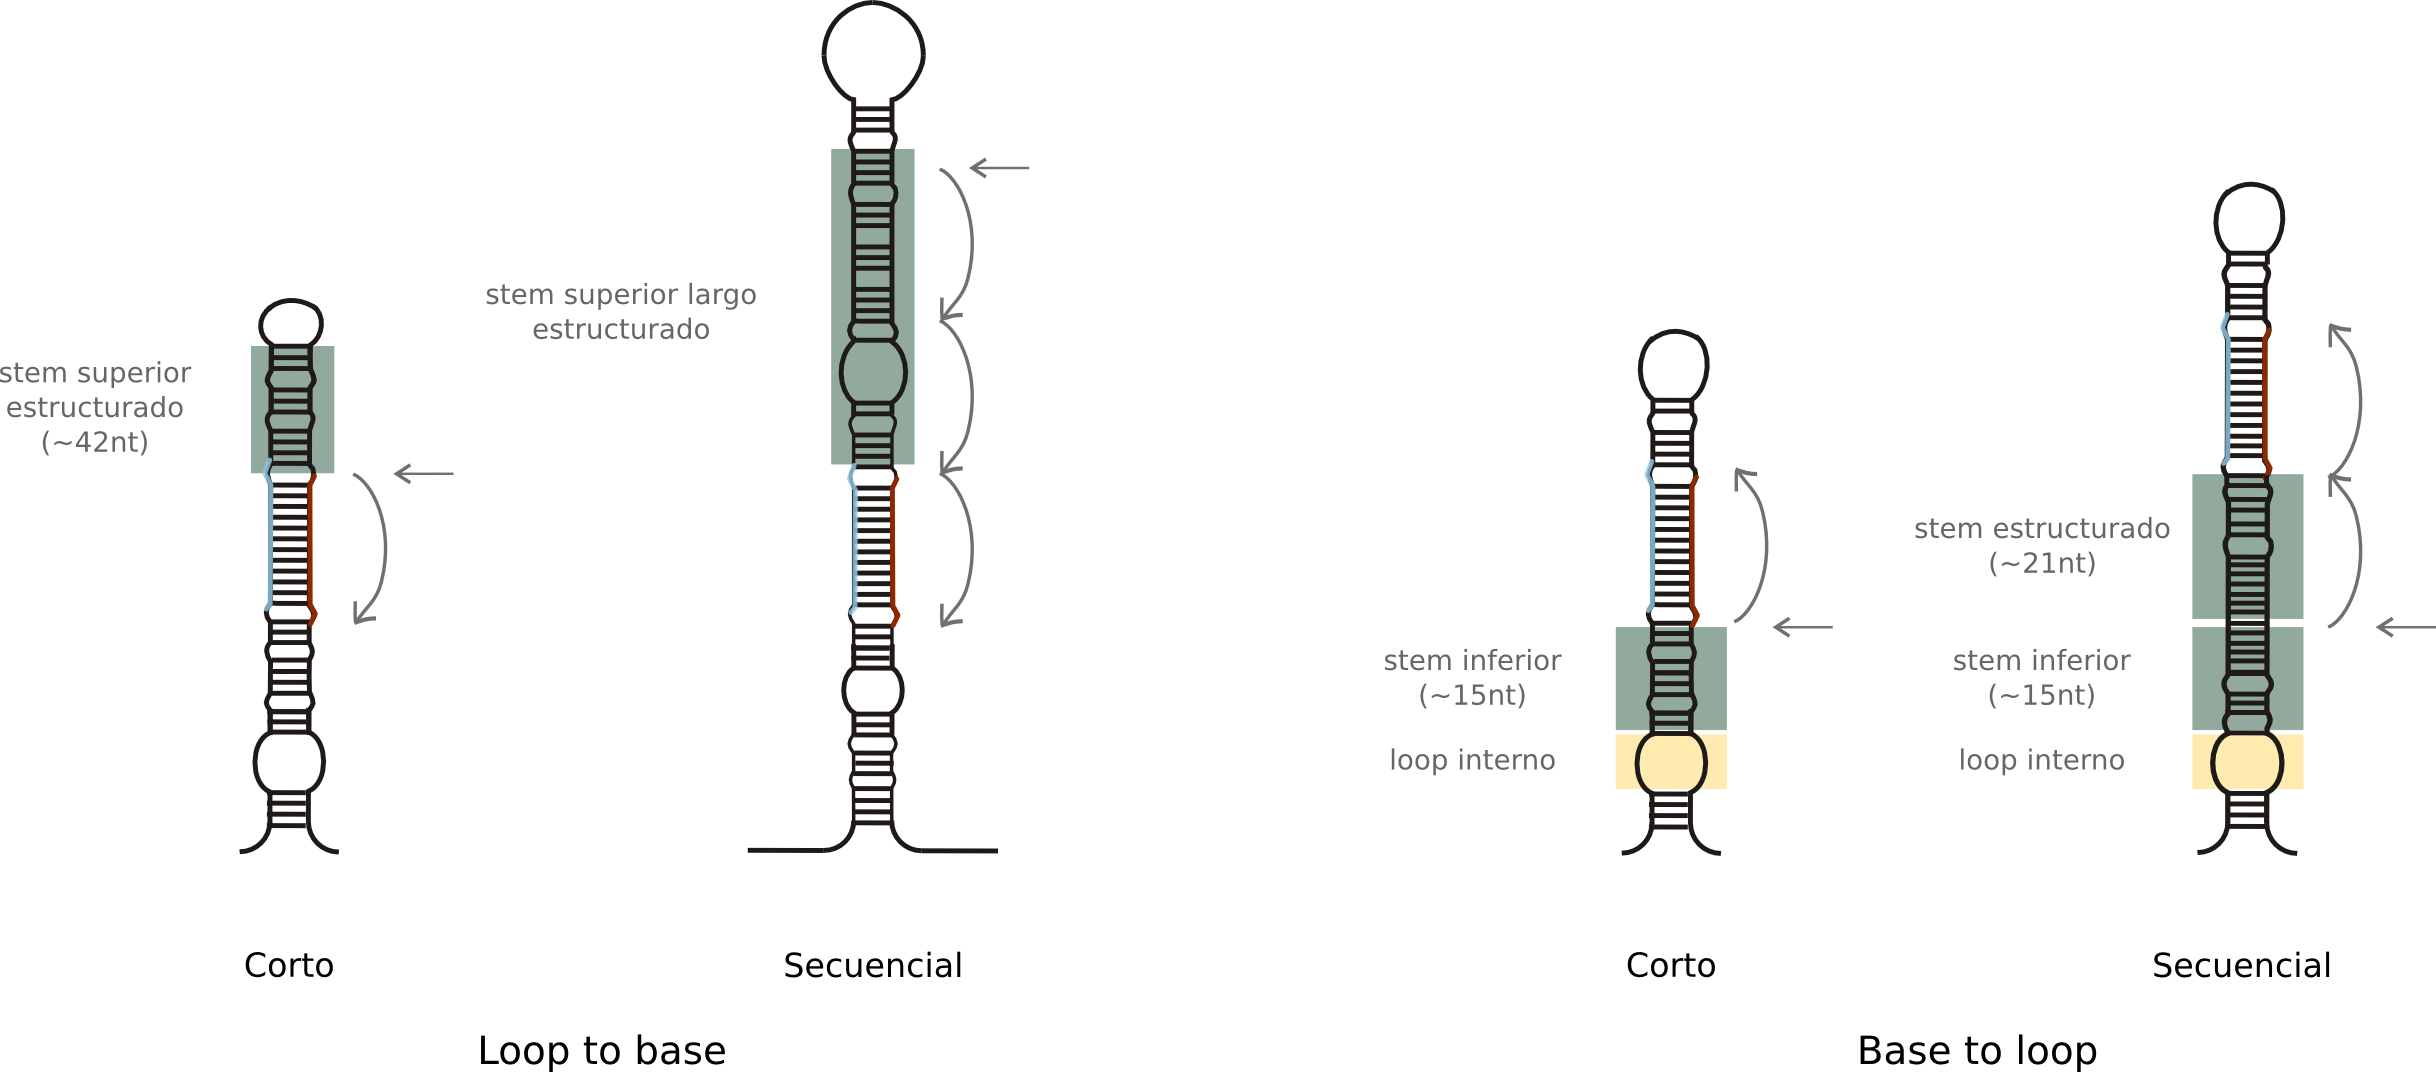 stem superior
estructurado
(~42nt)
stem superior largo
estructurado
Corto
Secuencial
Loop to base
stem inferior
(~15nt)
loop interno
stem estructurado
(~21nt)
stem inferior
(~15nt)
loop interno
Corto
Secuencial
Base to loop